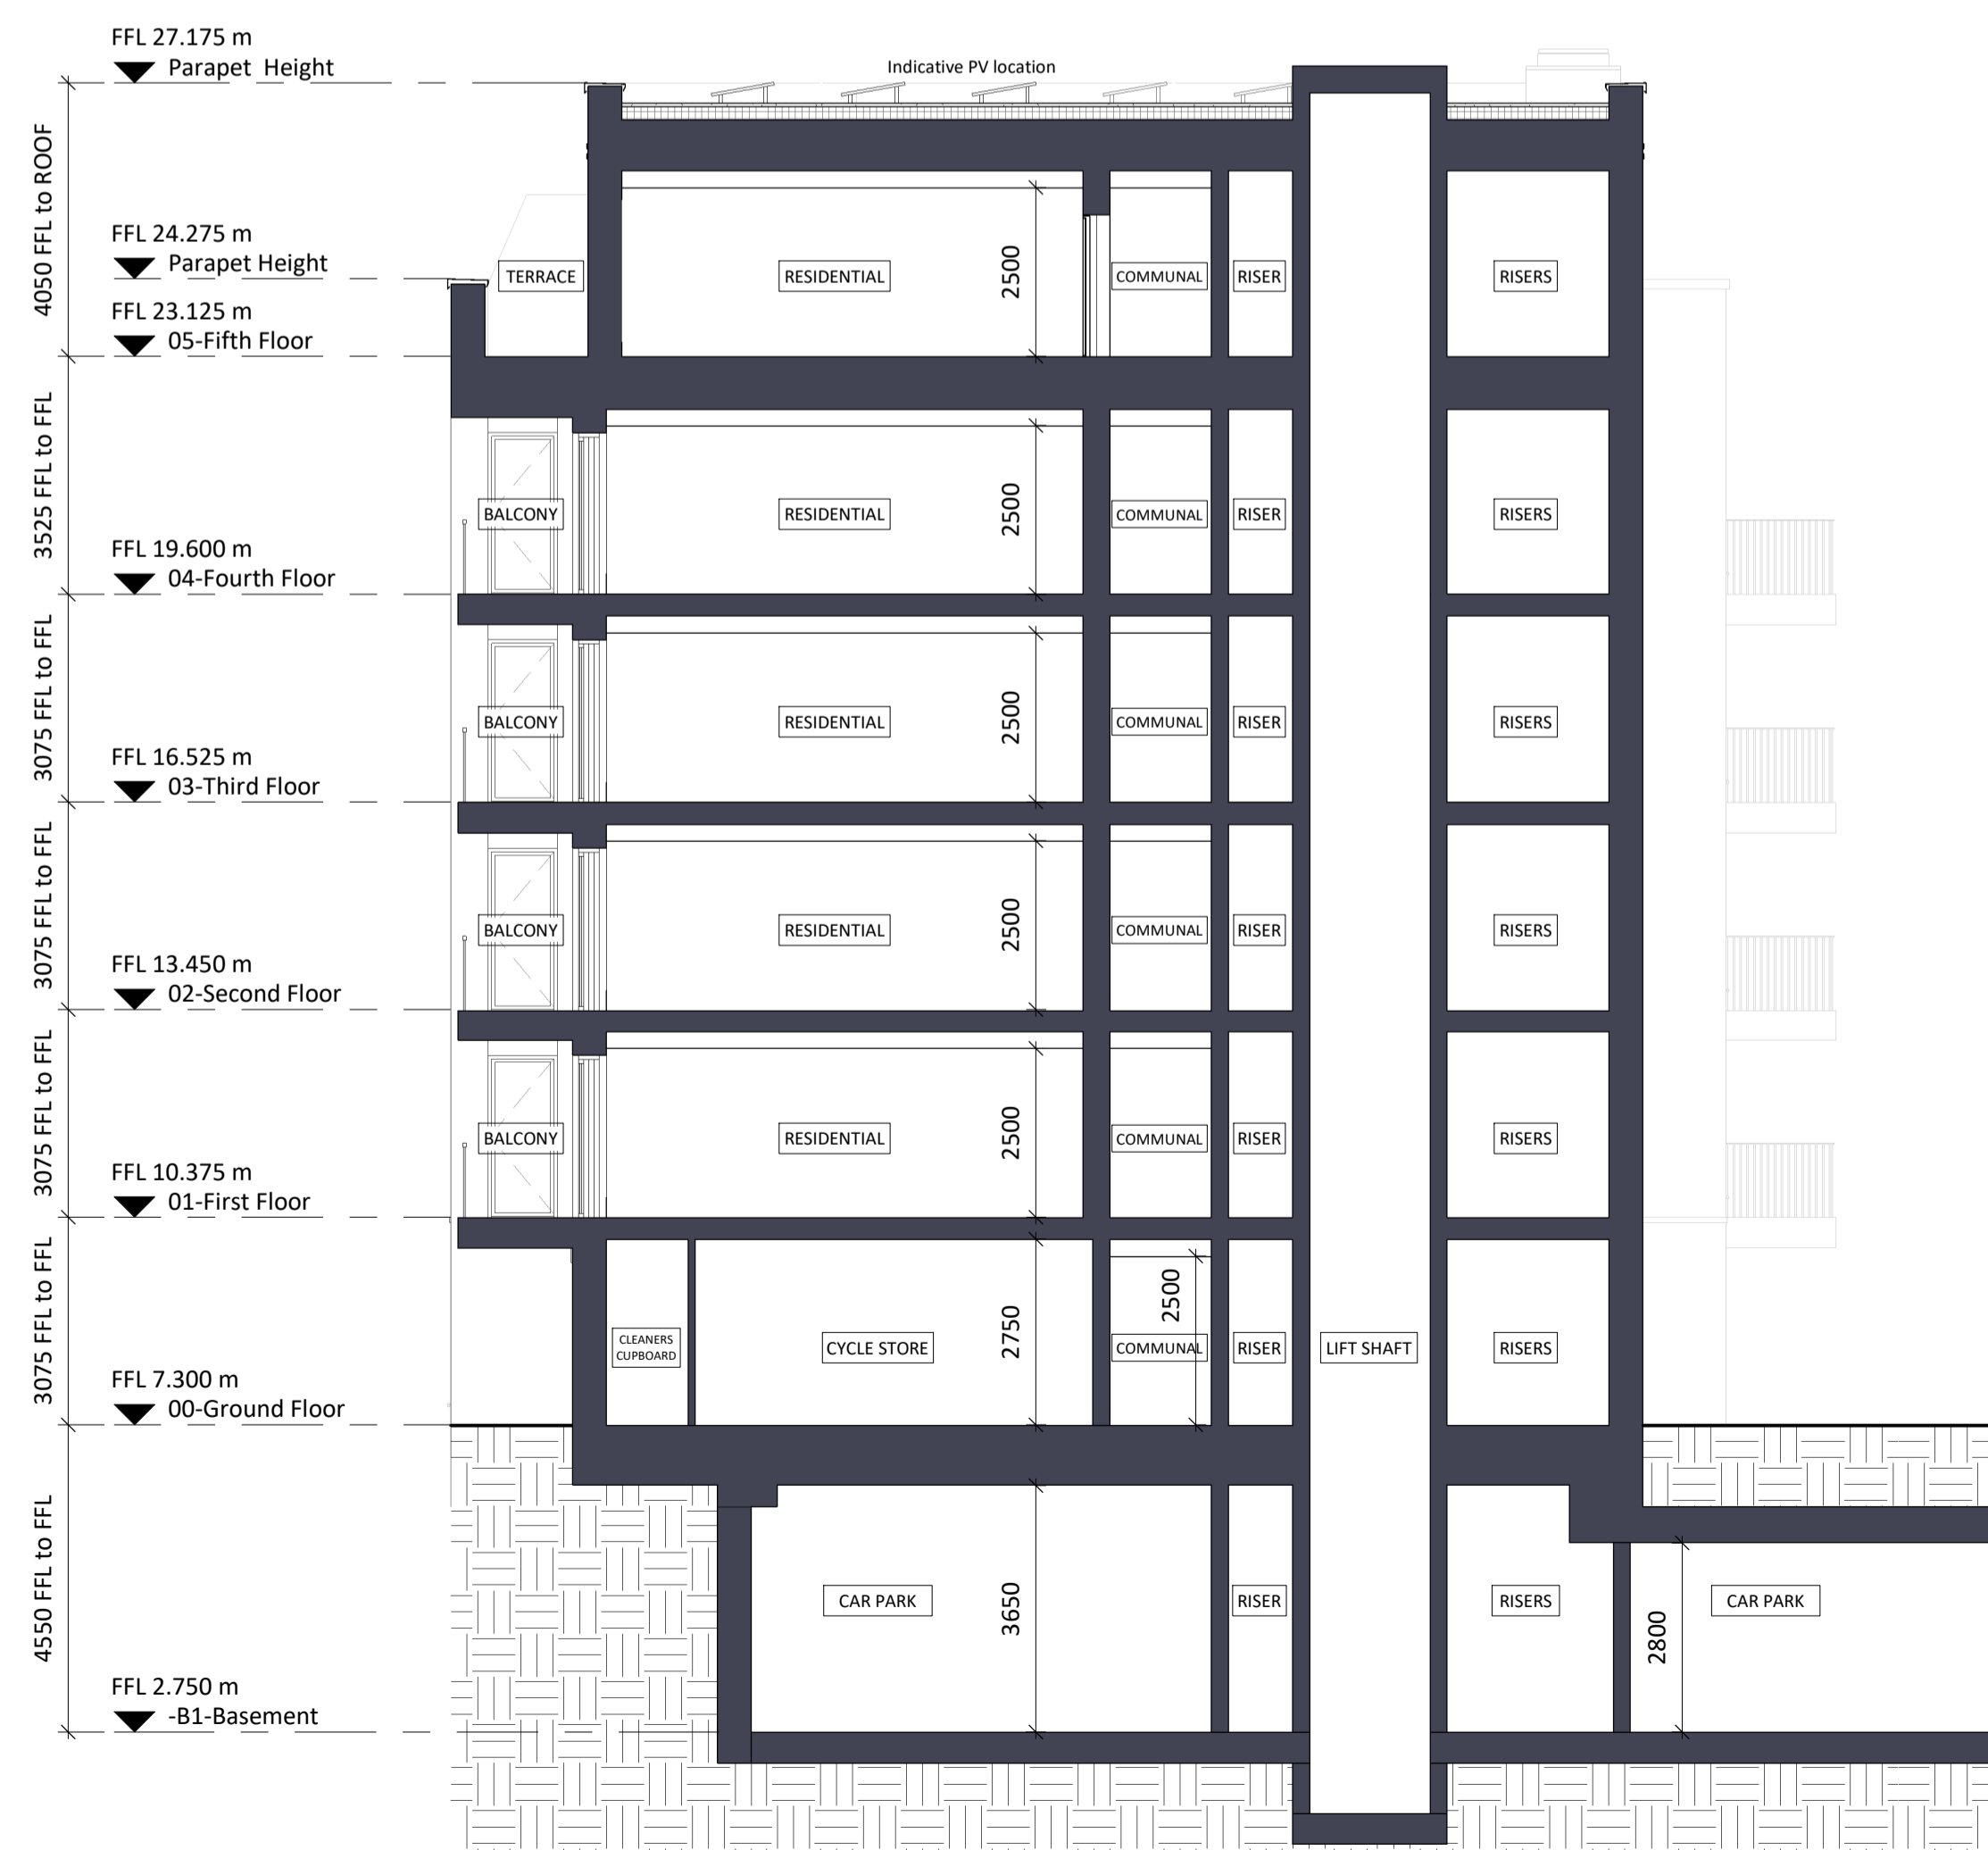 FFL 27.175 m
Parapet Height
Indicative PV location
4050 FFL to ROOF
FFL 24.275 m
Parapet Height
TERRACE
RESIDENTIAL
2500
COMMUNAL
RISER
RISERS
FFL 23.125 m
05-Fifth Floor
3525 FFL to FFL
BALCONY
RESIDENTIAL
2500
COMMUNAL
RISER
RISERS
FFL 19.600 m
04-Fourth Floor
3075 FFL to FFL
BALCONY
RESIDENTIAL
2500
COMMUNAL
RISER
RISERS
FFL 16.525 m
03-Third Floor
3075 FFL to FFL
BALCONY
RESIDENTIAL
2500
COMMUNAL
RISER
RISERS
FFL 13.450 m
02-Second Floor
3075 FFL to FFL
BALCONY
RESIDENTIAL
2500
COMMUNAL
RISER
RISERS
FFL 10.375 m
01-First Floor
3075 FFL to FFL
CLEANERS
CUPBOARD
CYCLE STORE
2750
COMMUNAL
2500
RISER
LIFT SHAFT
RISERS
FFL 7.300 m
00-Ground Floor
4550 FFL to FFL
CAR PARK
3650
RISER
RISERS
2800
CAR PARK
FFL 2.750 m
-B1-Basement